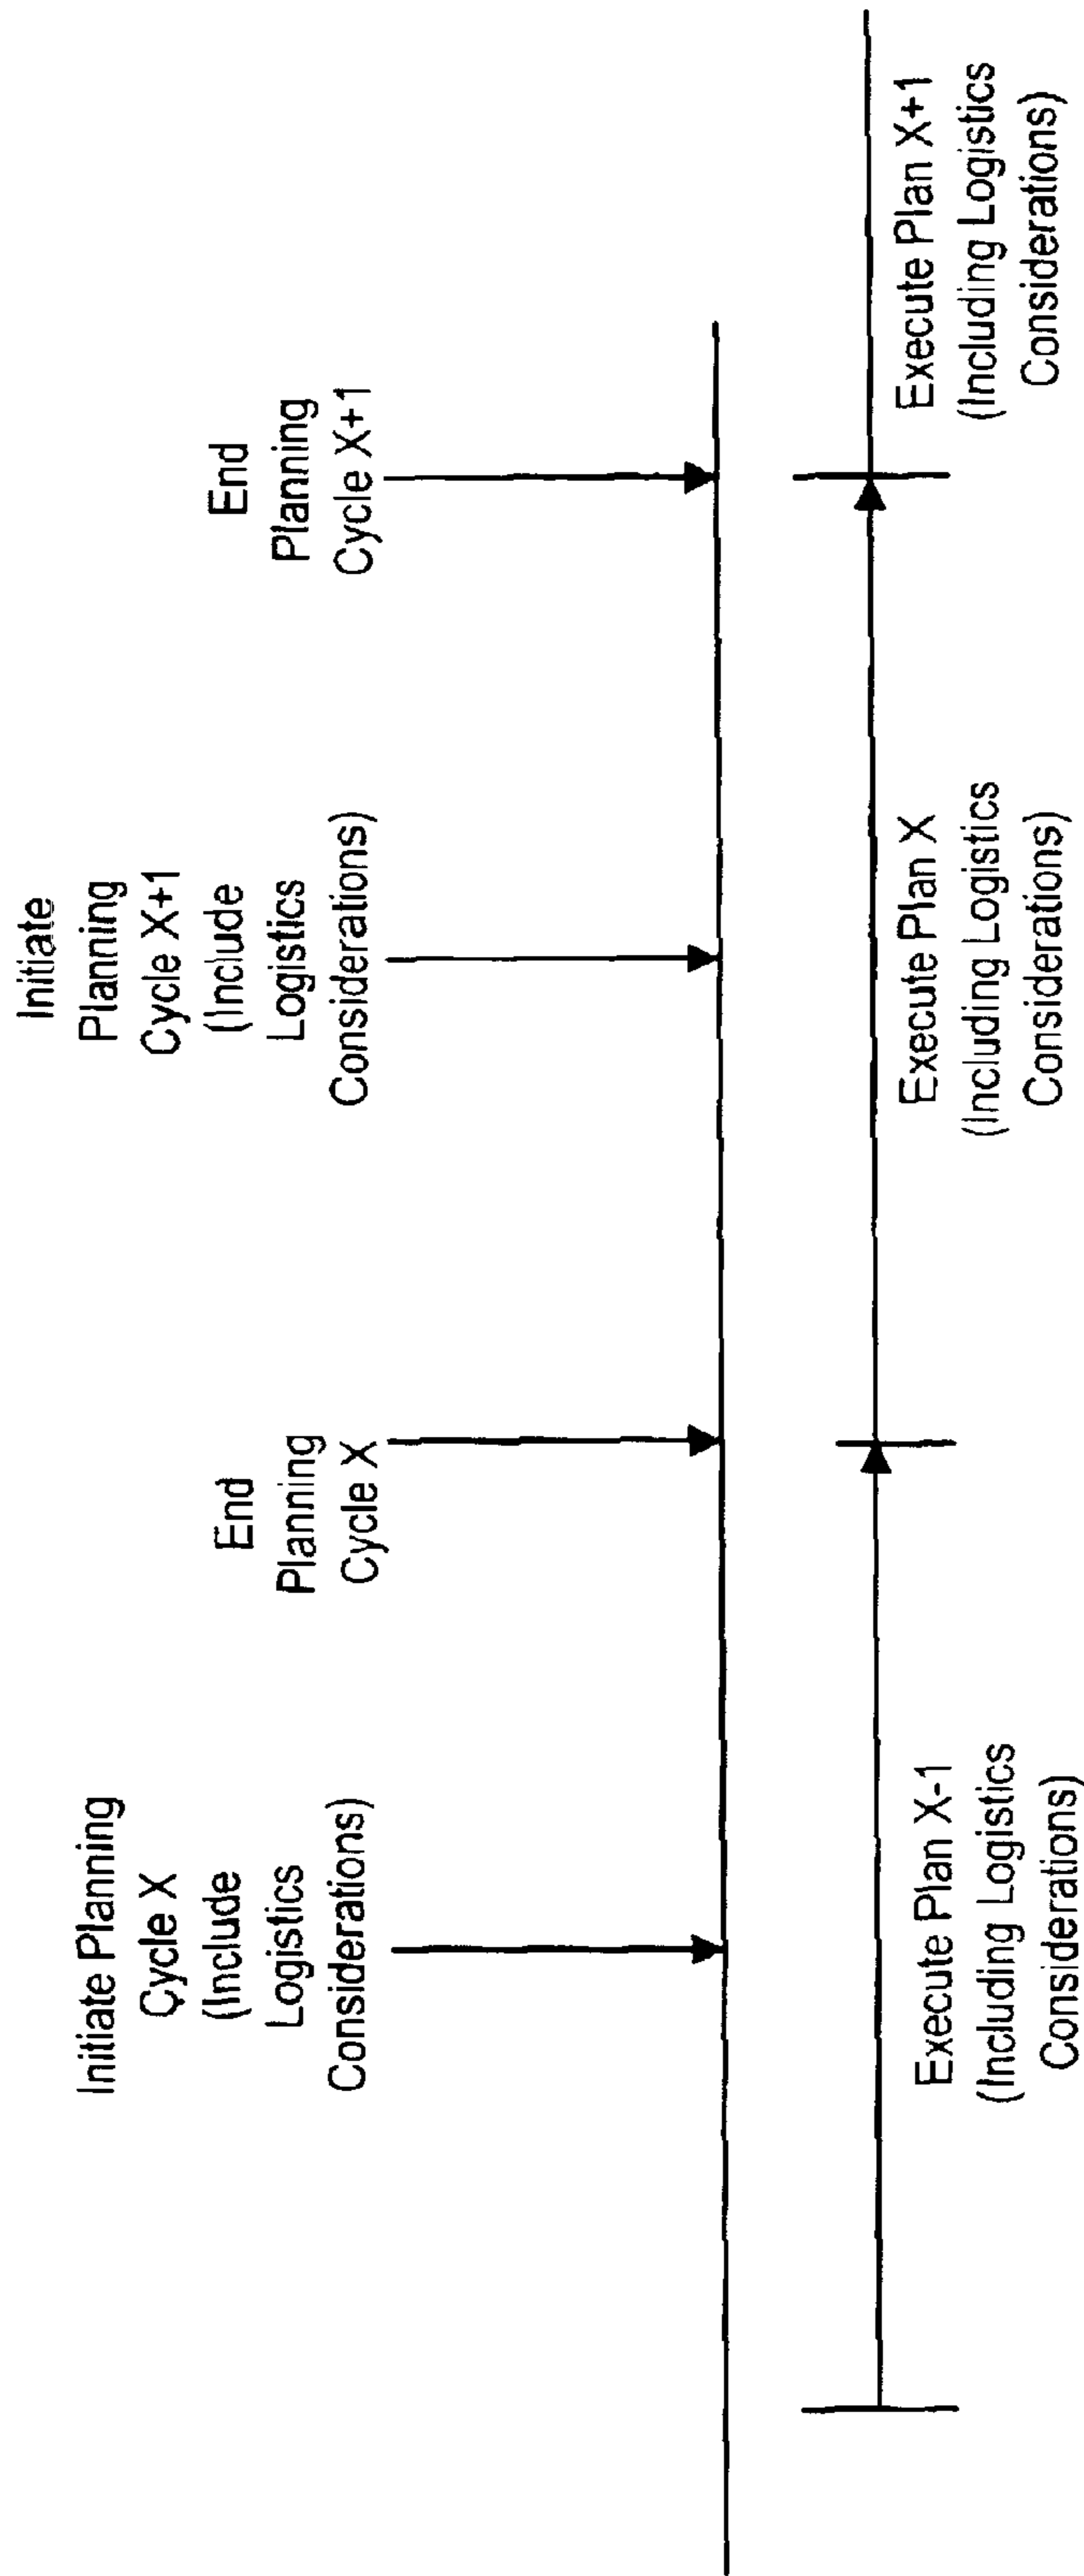 Initiate Planning
Cycle X
(Include
Logistics
Considerations)
End
Planning
Cycle X
Initiate
Planning
Cycle X+1
(Include
Logistics
Considerations)
End
Planning
Cycle X+1
Execute Plan X-1
(Including Logistics
Considerations)
Execute Plan X
(Including Logistics
Considerations)
Execute Plan X+1
(Including Logistics
Considerations)